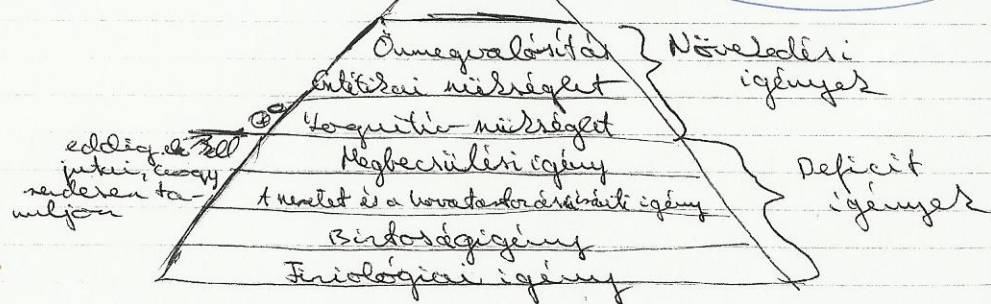 Önmegvalósítás
Esztétikai szükséglet
Kognitív szükséglet
Megbecsülési igény
A szeretet és a hovatartozás iránti igény
Biztonságigény
Fiziológiai igény
Növekedési
igények
Deficit
igények
eddig el kell
jutni, hogy
rendesen ta-
nuljon